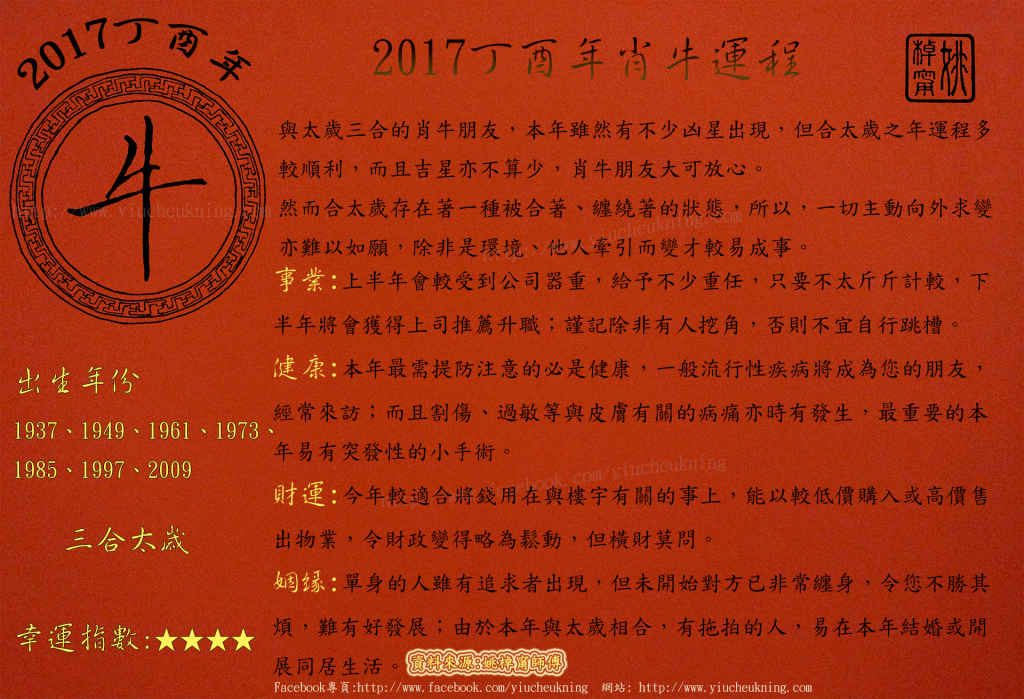 2017丁酉年
牛
2017丁酉年肖牛運程
姚
椁
甯
與太歲三合的肖牛朋友，本年雖然有不少凶星出現，但合太歲之年運程多
較順利，而且吉星亦不算少，肖牛朋友大可放心。
然而合太歲存在著一種被合著、纏繞著的狀態，所以，一切主動向外求變
亦難以如願，除非是環境、他人牽引而變才較易成事。
事業:上半年會較受到公司器重，給予不少重任，只要不太斤斤計較，下
半年將會獲得上司推薦升職；謹記除非有人挖角，否則不宜自行跳槽。
健康:本年最需提防注意的必是健康，一般流行性疾病將成為您的朋友，
經常來訪；而且割傷、過敏等與皮膚有關的病痛亦時有發生，最重要的本
年易有突發性的小手術。
財運:今年較適合將錢用在與樓宇有關的事上，能以較低價購入或高價售
出物業，令財政變得略為鬆動，但橫財莫問。
姻緣:單身的人雖有追求者出現，但未開始對方已非常纏身，令您不勝其
煩，難有好發展；由於本年與太歲相合，有拖拍的人，易在本年結婚或開
展同居生活。
出生年份
1937、1949、1961、1973、
1985、1997、2009
三合太歲
幸運指數:★★★★
資料來源:姚椁甯師傅
Facebook專頁:http://www.facebook.com/yiucheukning 網站: http://www.yiucheukning.com
http://www.yiucheukning.com